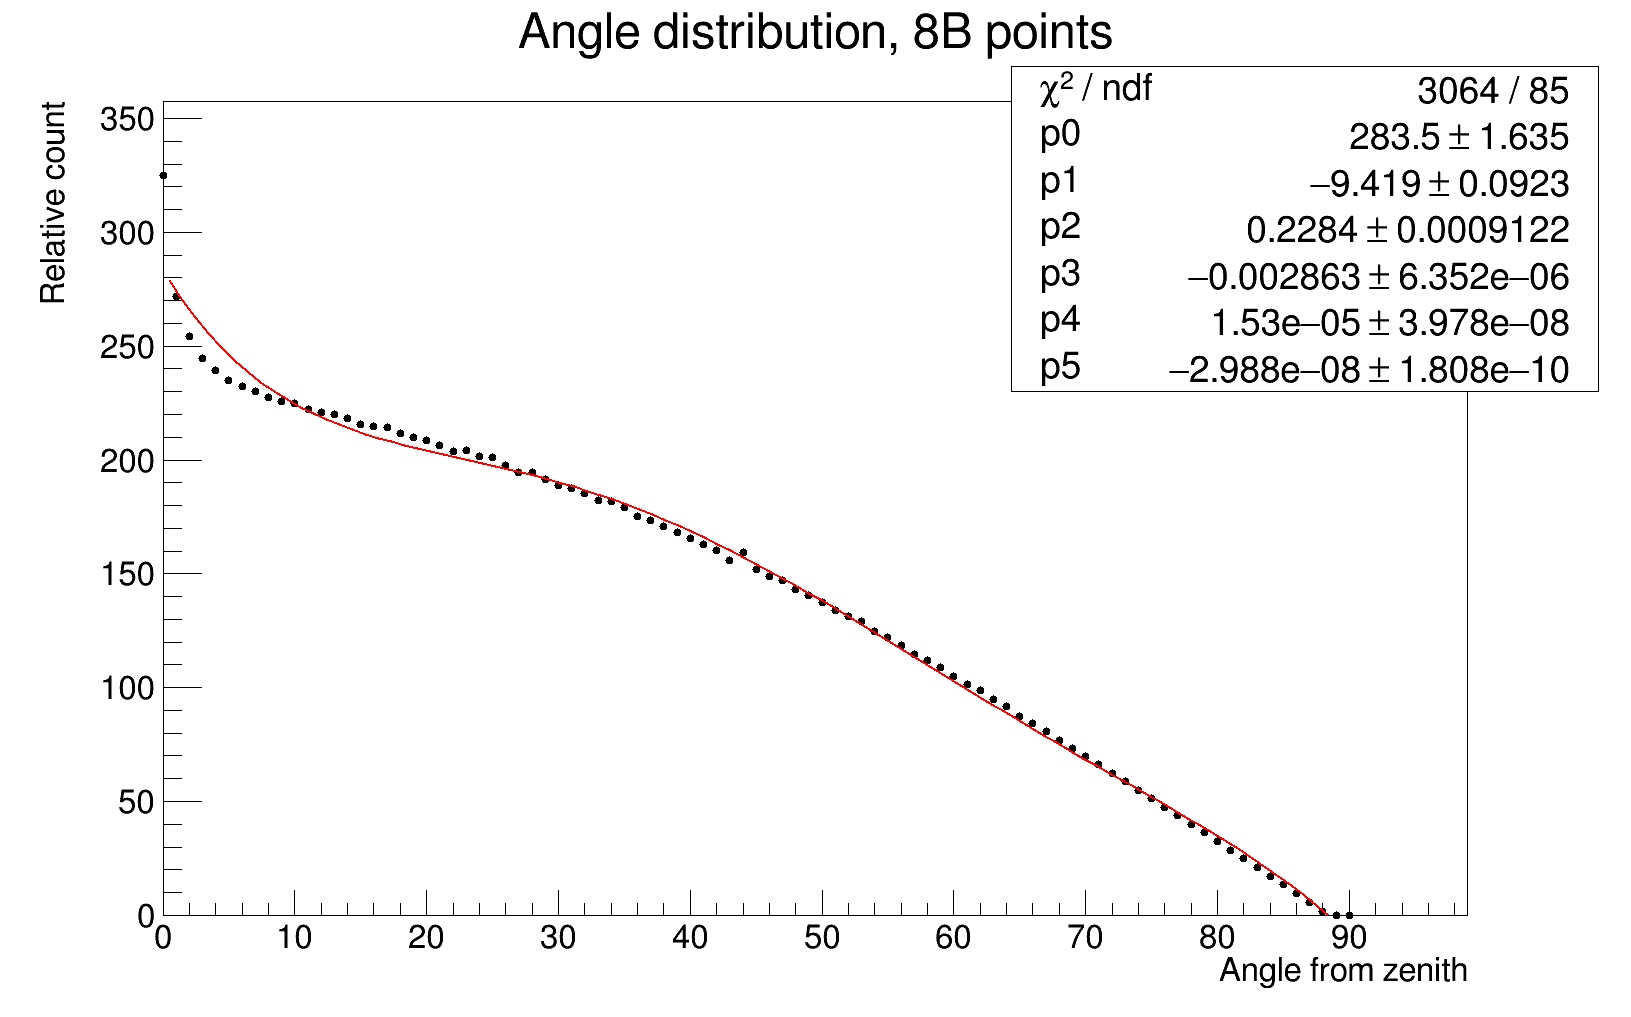 Angle distribution, 8B points
χ² / ndf 3064 / 85
p0 283.5 ± 1.635
p1 −9.419 ± 0.0923
p2 0.2284 ± 0.0009122
p3 −0.002863 ± 6.352e−06
p4 1.53e−05 ± 3.978e−08
p5 −2.988e−08 ± 1.808e−10
Relative count
350
300
250
200
150
100
50
0
0 10 20 30 40 50 60 70 80 90
Angle from zenith